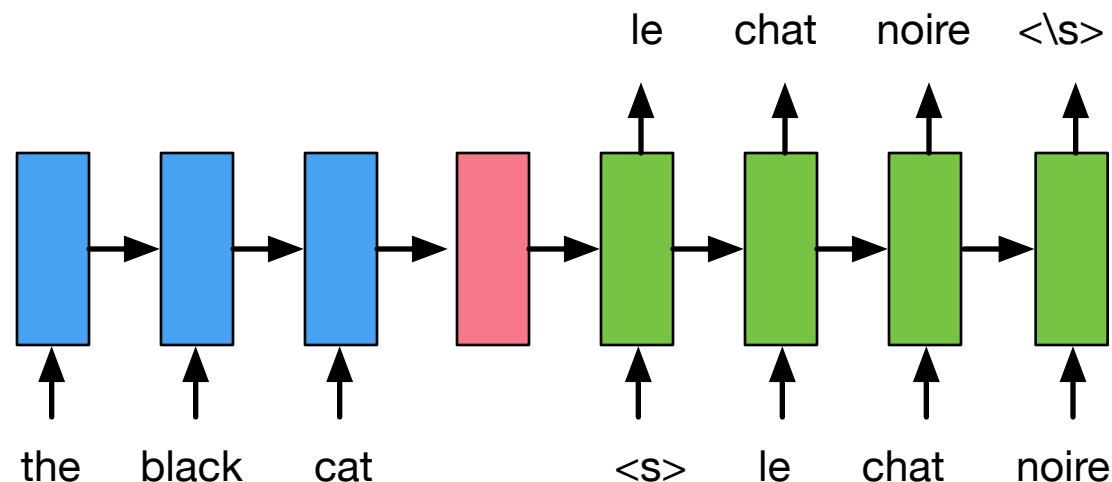 le chat noire <\s>
the black cat <s> le chat noire